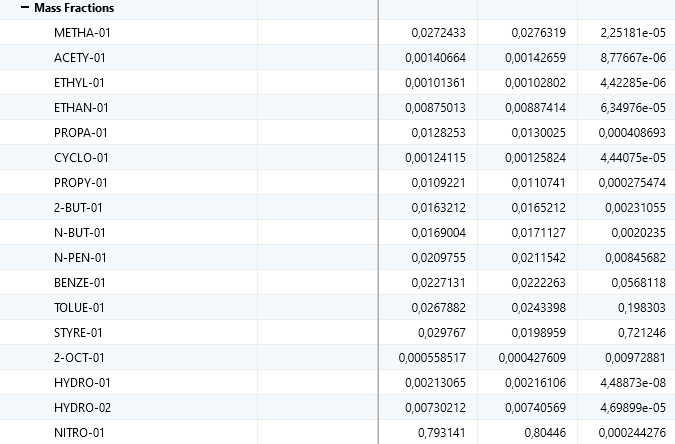 − Mass Fractions
METHA-01 0,0272433 0,0276319 2,25181e-05
ACETY-01 0,00140664 0,00142659 8,77667e-06
ETHYL-01 0,00101361 0,00102802 4,42285e-06
ETHAN-01 0,00875013 0,00887414 6,34976e-05
PROPA-01 0,0128253 0,0130025 0,000408693
CYCLO-01 0,00124115 0,00125824 4,44075e-05
PROPY-01 0,0109221 0,0110741 0,000275474
2-BUT-01 0,0163212 0,0165212 0,00231055
N-BUT-01 0,0169004 0,0171127 0,0020235
N-PEN-01 0,0209755 0,0211542 0,00845682
BENZE-01 0,0227131 0,0222263 0,0568118
TOLUE-01 0,0267882 0,0243398 0,198303
STYRE-01 0,029767 0,0198959 0,721246
2-OCT-01 0,000558517 0,000427609 0,00972881
HYDRO-01 0,00213065 0,00216106 4,48873e-08
HYDRO-02 0,00730212 0,00740569 4,69899e-05
NITRO-01 0,793141 0,80446 0,000244276